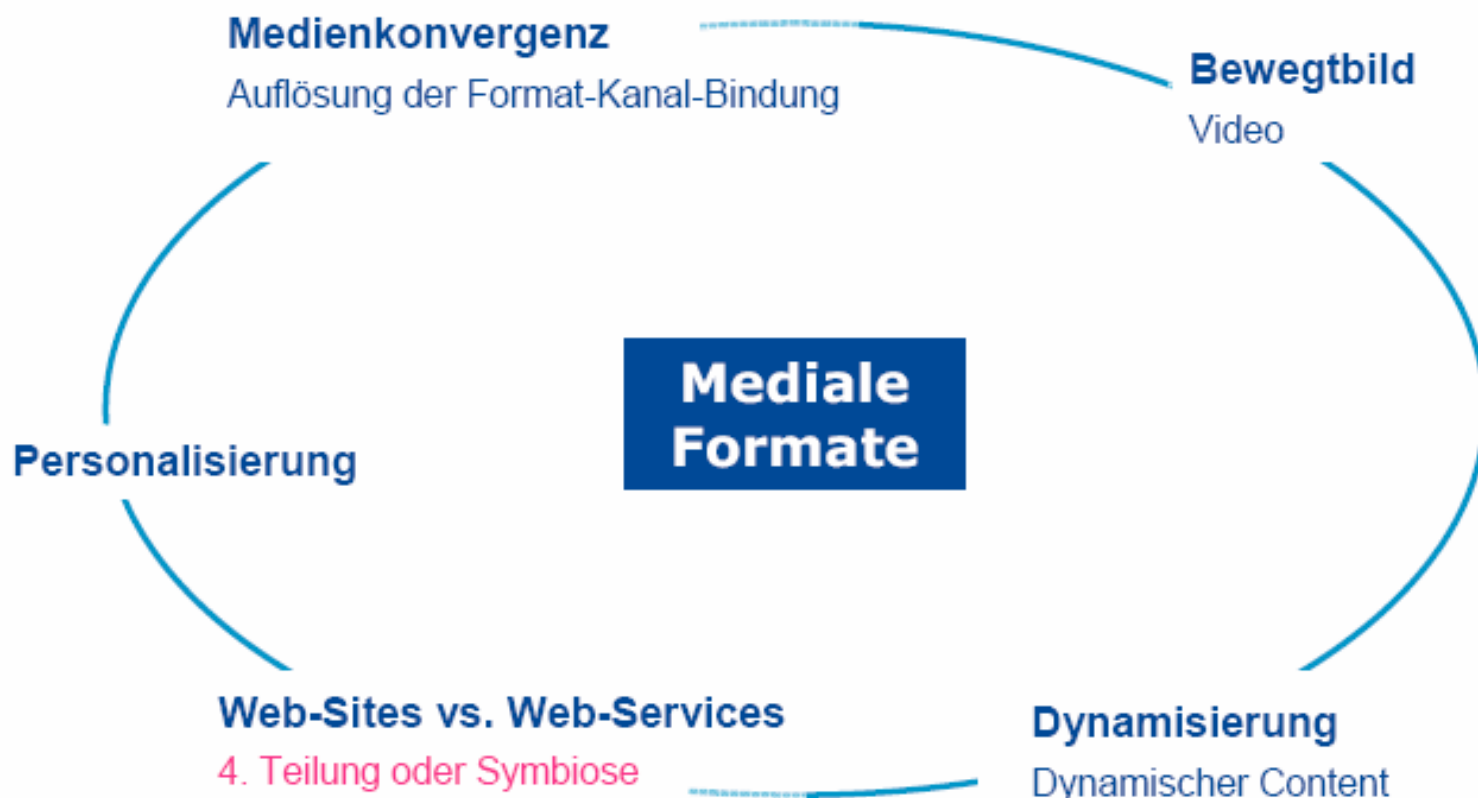 Medienkonvergenz
Auflösung der Format-Kanal-Bindung
Bewegtbild
Video
Mediale
Formate
Personalisierung
Web-Sites vs. Web-Services
4. Teilung oder Symbiose
Dynamisierung
Dynamischer Content